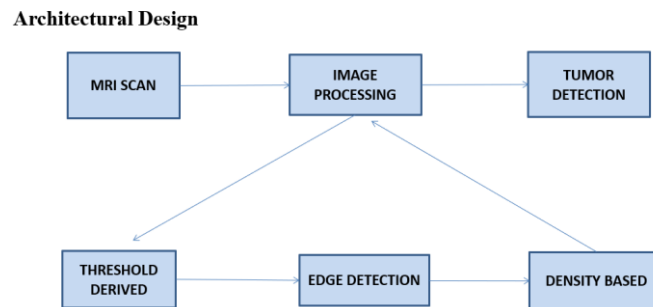 Architectural Design
MRI SCAN
IMAGE
PROCESSING
TUMOR
DETECTION
THRESHOLD
DERIVED
EDGE DETECTION
DENSITY BASED